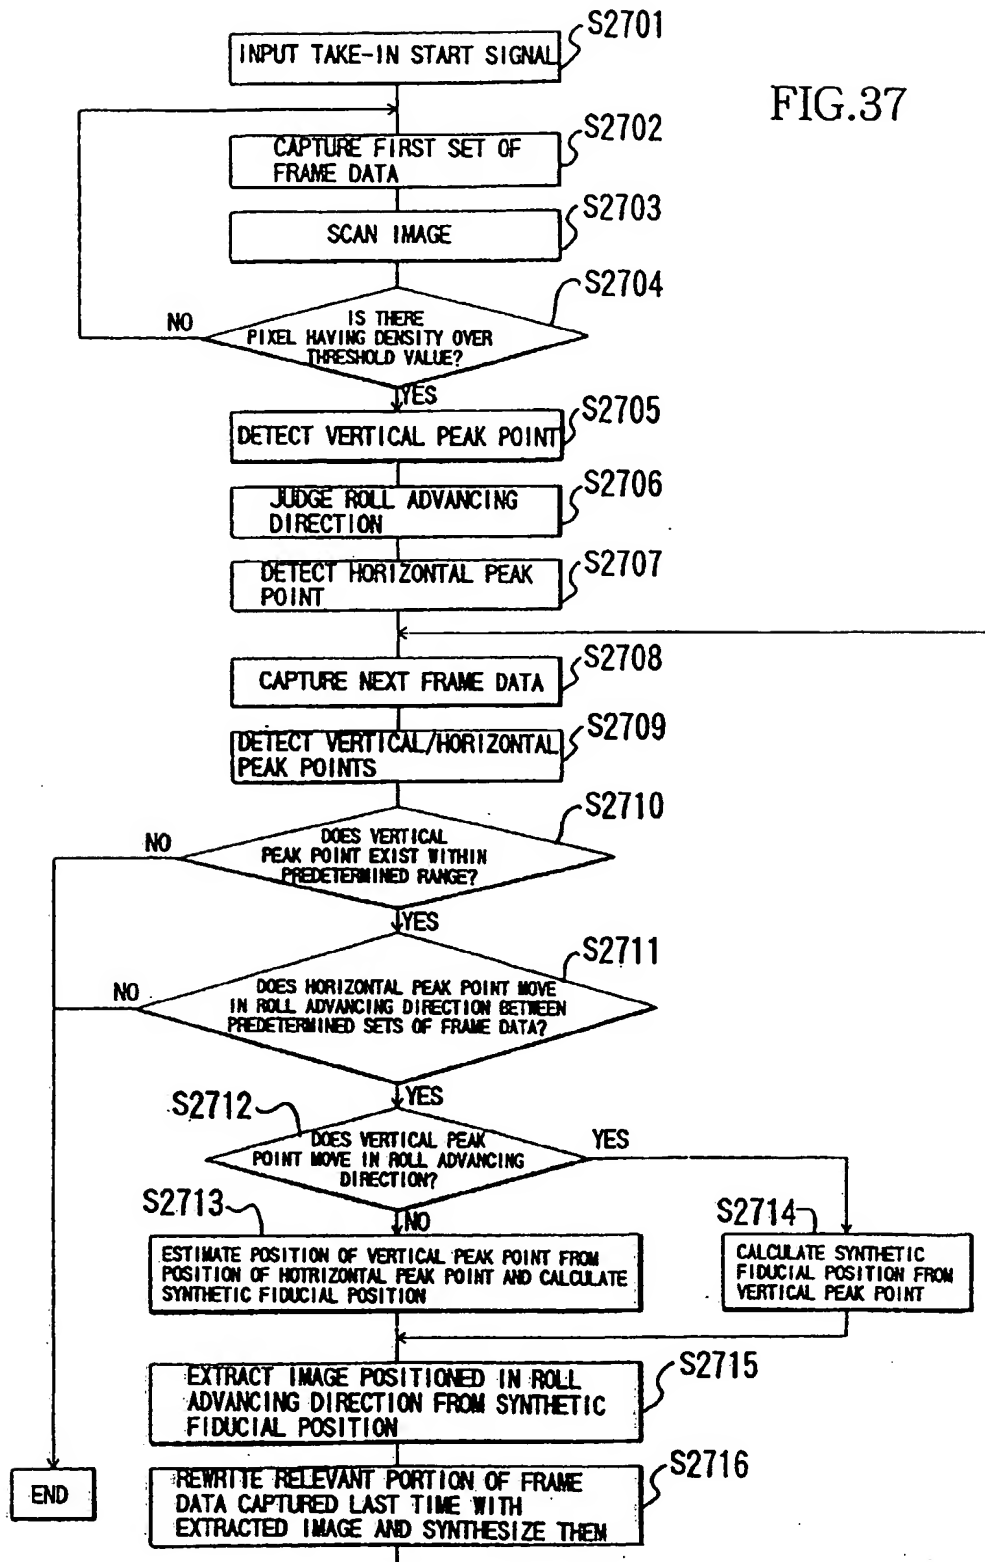 S2701
INPUT TAKE-IN START SIGNAL
FIG.37
S2702
CAPTURE FIRST SET OF
FRAME DATA
S2703
SCAN IMAGE
S2704
NO
IS THERE
PIXEL HAVING DENSITY OVER
THRESHOLD VALUE?
YES
S2705
DETECT VERTICAL PEAK POINT
S2706
JUDGE ROLL ADVANCING
DIRECTION
S2707
DETECT HORIZONTAL PEAK
POINT
S2708
CAPTURE NEXT FRAME DATA
S2709
DETECT VERTICAL/HORIZONTAL
PEAK POINTS
S2710
NO
DOES VERTICAL
PEAK POINT EXIST WITHIN
PREDETERMINED RANGE?
YES
S2711
NO
DOES HORIZONTAL PEAK POINT MOVE
IN ROLL ADVANCING DIRECTION BETWEEN
PREDETERMINED SETS OF FRAME DATA?
YES
S2712
DOES VERTICAL PEAK
POINT MOVE IN ROLL ADVANCING
DIRECTION?
YES
NO
S2713
ESTIMATE POSITION OF VERTICAL PEAK POINT FROM
POSITION OF HOTRIZONTAL PEAK POINT AND CALCULATE
SYNTHETIC FIDUCIAL POSITION
S2714
CALCULATE SYNTHETIC
FIDUCIAL POSITION FROM
VERTICAL PEAK POINT
S2715
EXTRACT IMAGE POSITIONED IN ROLL
ADVANCING DIRECTION FROM SYNTHETIC
FIDUCIAL POSITION
S2716
REWRITE RELEVANT PORTION OF FRAME
DATA CAPTURED LAST TIME WITH
EXTRACTED IMAGE AND SYNTHESIZE THEM
END